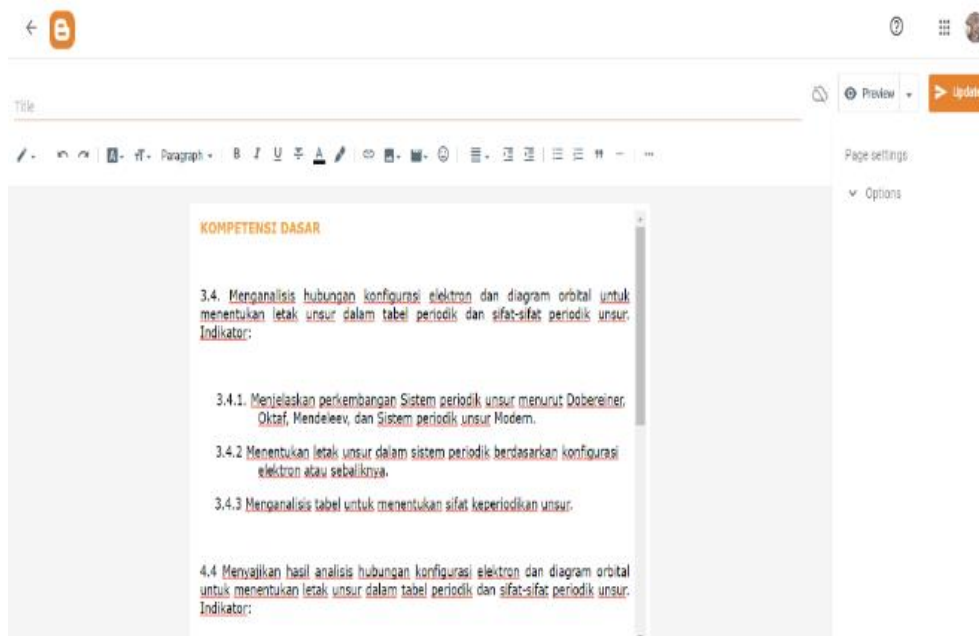 Title
Preview
Update
Paragraph
B I U A
Page settings
Options
KOMPETENSI DASAR
3.4. Menganalisis hubungan konfigurasi elektron dan diagram orbital untuk
menentukan letak unsur dalam tabel periodik dan sifat-sifat periodik unsur.
Indikator:
3.4.1. Menjelaskan perkembangan Sistem periodik unsur menurut Dobereiner,
Oktaf, Mendeleev, dan Sistem periodik unsur Modern.
3.4.2 Menentukan letak unsur dalam sistem periodik berdasarkan konfigurasi
elektron atau sebaliknya.
3.4.3 Menganalisis tabel untuk menentukan sifat keperiodikan unsur.
4.4 Menyajikan hasil analisis hubungan konfigurasi elektron dan diagram orbital
untuk menentukan letak unsur dalam tabel periodik dan sifat-sifat periodik unsur.
Indikator: